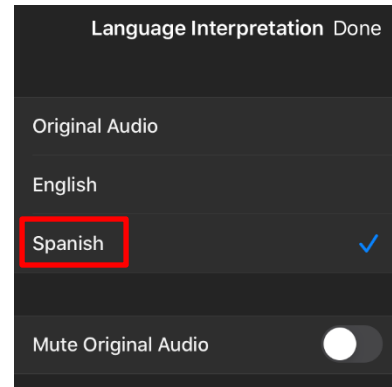 Language Interpretation Done
Original Audio
English
Spanish
Mute Original Audio